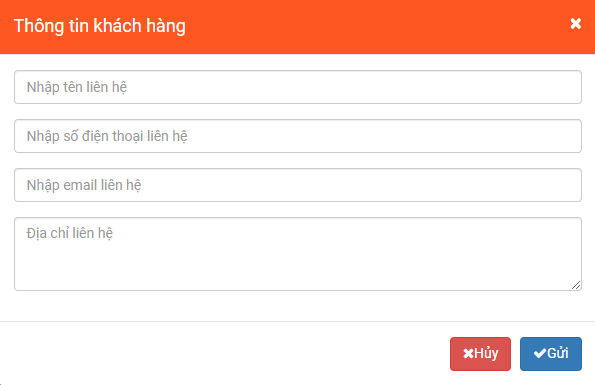 Thông tin khách hàng
Nhập tên liên hệ
Nhập số điện thoại liên hệ
Nhập email liên hệ
Địa chỉ liên hệ
Hủy
Gửi